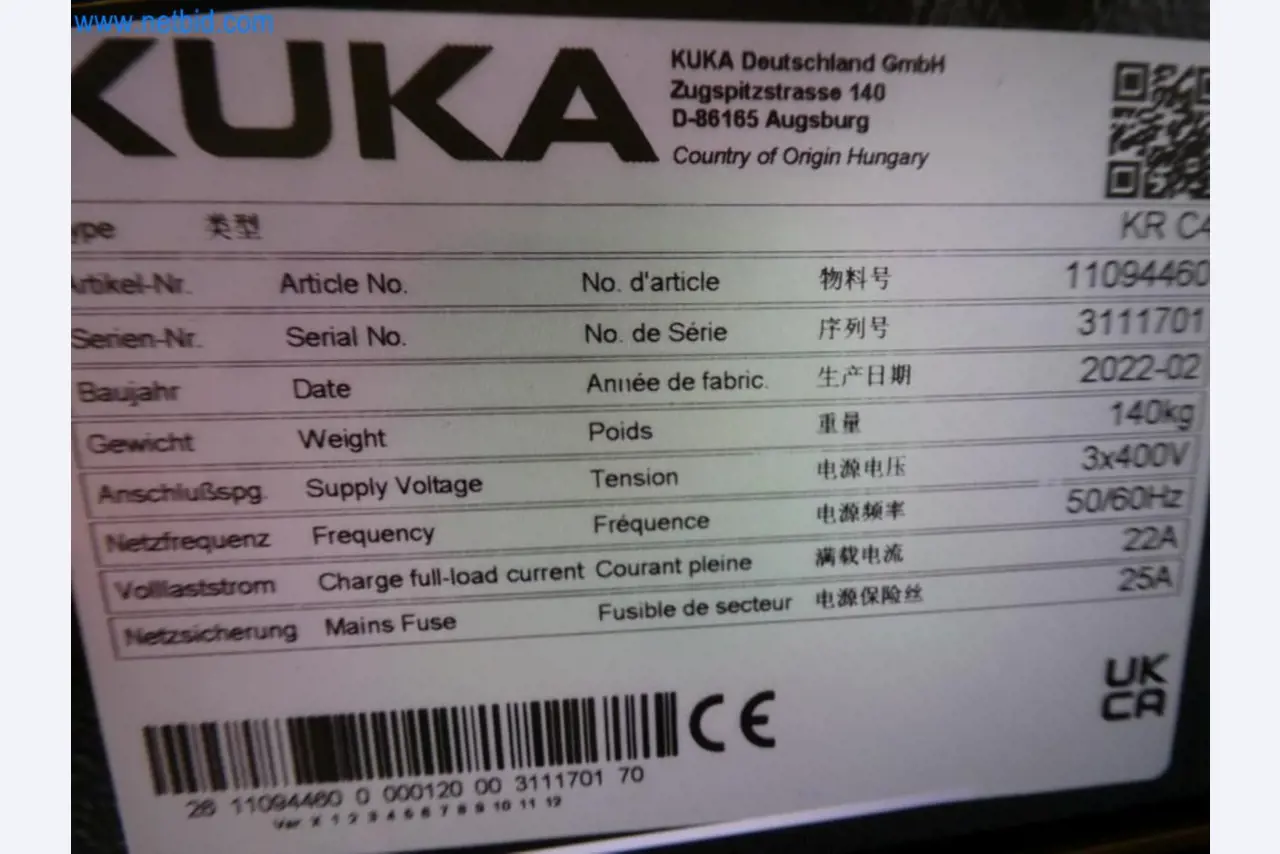 www.netbid.com
KUKA
KUKA Deutschland GmbH
Zugspitzstrasse 140
D-86165 Augsburg
Country of Origin Hungary
ype 类型 KR C4
Artikel-Nr. Article No. No. d'article 物料号 11094460
Serien-Nr. Serial No. No. de Série 序列号 3111701
Baujahr Date Année de fabric. 生产日期 2022-02
Gewicht Weight Poids 重量 140kg
Anschlußspg. Supply Voltage Tension 电源电压 3x400V
Netzfrequenz Frequency Fréquence 电源频率 50/60Hz
Volllaststrom Charge full-load current Courant pleine 满载电流 22A
Netzsicherung Mains Fuse Fusible de secteur 电源保险丝 25A
CE
UK
CA
26 11094460 0 000120 00 3111701 70
Ver X 1 2 3 4 5 6 7 8 9 10 11 12